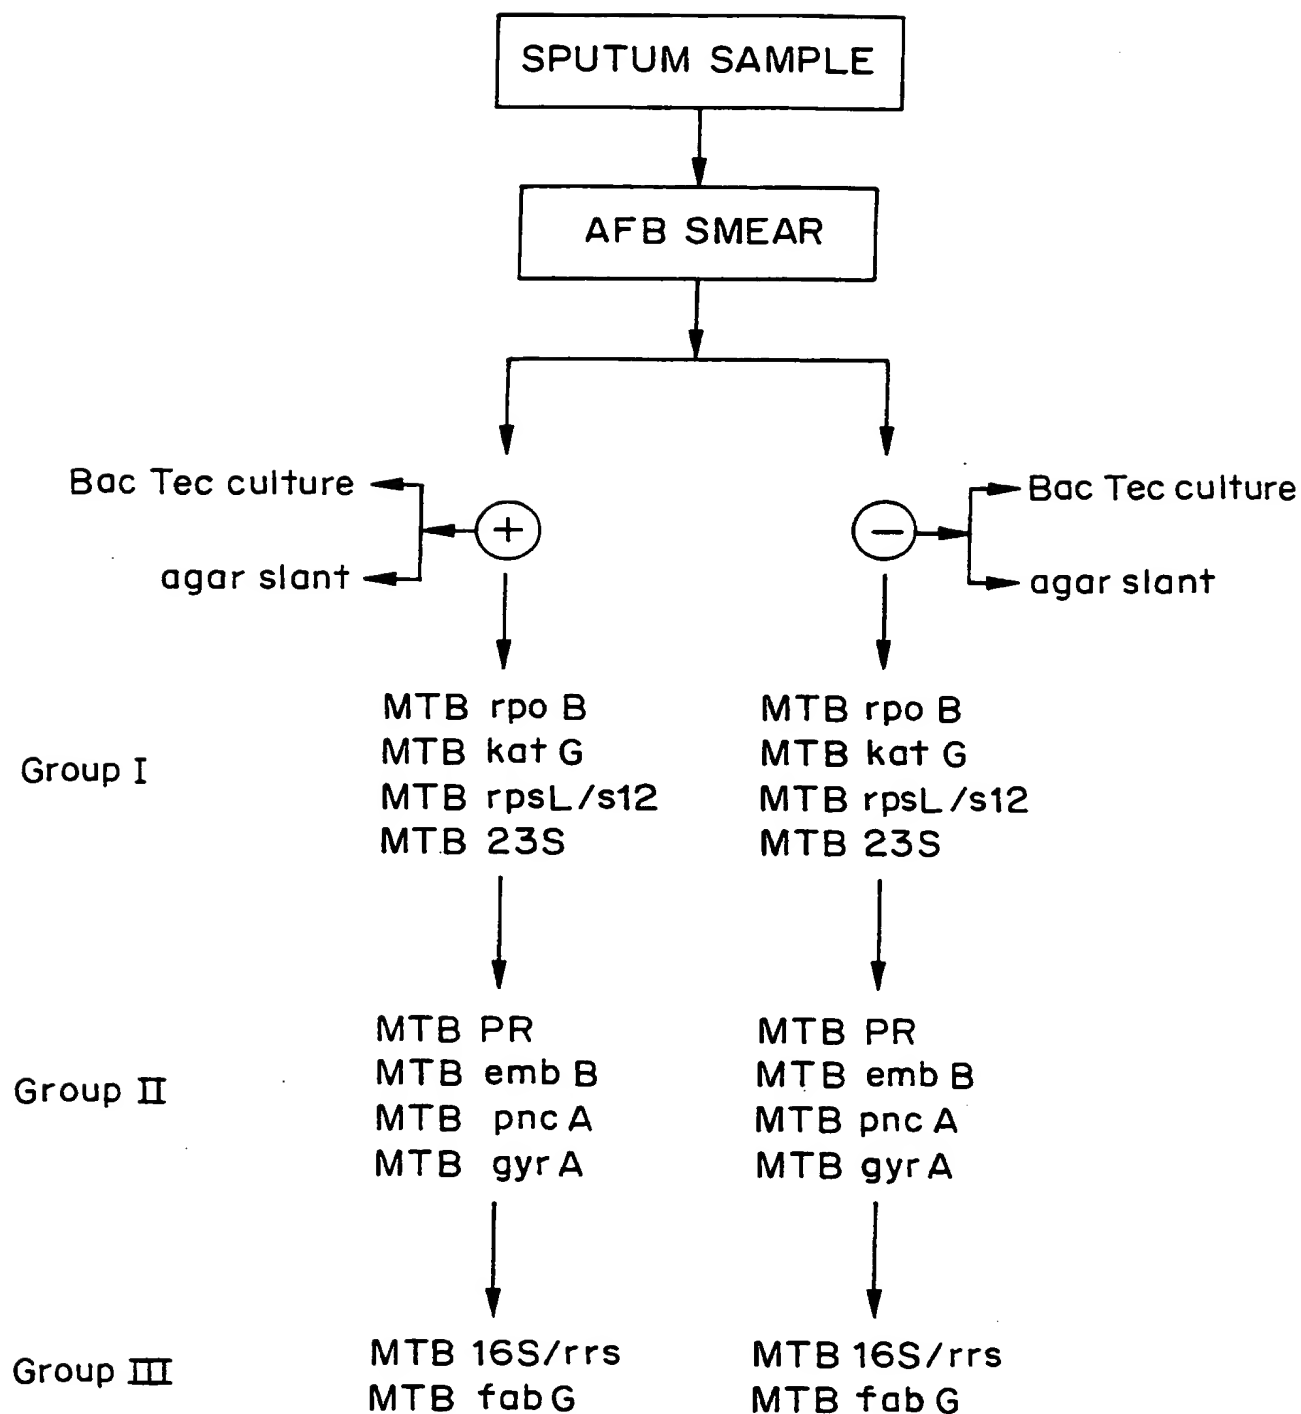 SPUTUM SAMPLE
AFB SMEAR
Bac Tec culture
agar slant
+
−
Bac Tec culture
agar slant
Group I
MTB rpo B
MTB kat G
MTB rpsL/s12
MTB 23S
MTB rpo B
MTB kat G
MTB rpsL/s12
MTB 23S
Group II
MTB PR
MTB emb B
MTB pnc A
MTB gyr A
MTB PR
MTB emb B
MTB pnc A
MTB gyr A
Group III
MTB 16S/rrs
MTB fab G
MTB 16S/rrs
MTB fab G